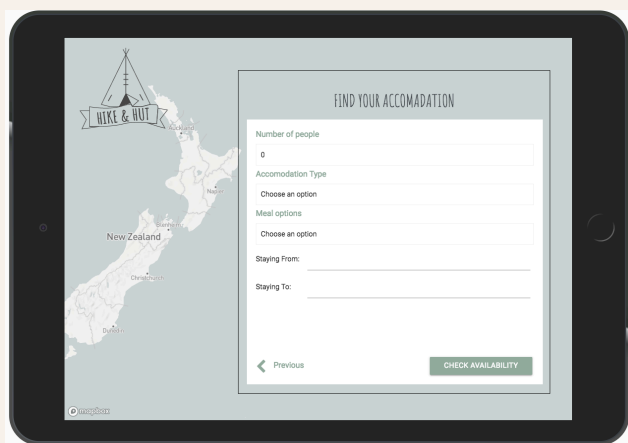 HIKE & HUT
Auckland
Napier
Blenheim
New Zealand
Christchurch
Dunedin
mapbox
FIND YOUR ACCOMADATION
Number of people
0
Accomodation Type
Choose an option
Meal options
Choose an option
Staying From:
Staying To:
Previous
CHECK AVAILABILITY